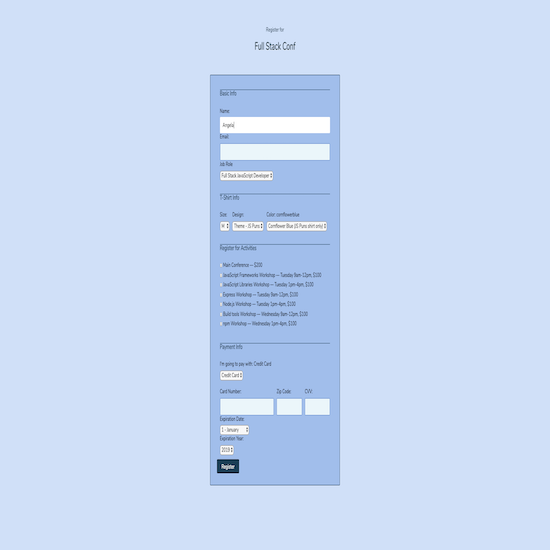 Register for
Full Stack Conf
Basic Info
Name:
Angela
Email:
Job Role
Full Stack JavaScript Developer
T-Shirt Info
Size: Design: Color: cornflowerblue
M Theme - JS Puns Cornflower Blue (JS Puns shirt only)
Register for Activities
Main Conference — $200
JavaScript Frameworks Workshop — Tuesday 9am-12pm, $100
JavaScript Libraries Workshop — Tuesday 1pm-4pm, $100
Express Workshop — Tuesday 9am-12pm, $100
Node.js Workshop — Tuesday 1pm-4pm, $100
Build tools Workshop — Wednesday 9am-12pm, $100
npm Workshop — Wednesday 1pm-4pm, $100
Payment Info
I'm going to pay with: Credit Card
Credit Card
Card Number: Zip Code: CVV:
Expiration Date:
1 - January
Expiration Year:
2019
Register